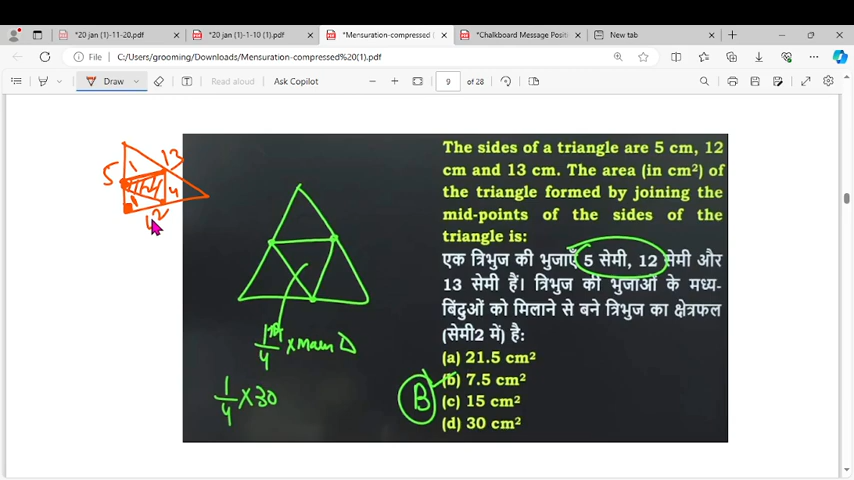 *20 jan (1)-11-20.pdf
*20 jan (1)-1-10 (1).pdf
*Mensuration-compressed (
*Chalkboard Message Posit
New tab
File
C:/Users/grooming/Downloads/Mensuration-compressed%20(1).pdf
Draw
Read aloud
Ask Copilot
9 of 28
The sides of a triangle are 5 cm, 12
cm and 13 cm. The area (in cm²) of
the triangle formed by joining the
mid-points of the sides of the
triangle is:
एक त्रिभुज की भुजाएँ 5 सेमी, 12 सेमी और
13 सेमी हैं। त्रिभुज की भुजाओं के मध्य-
बिंदुओं को मिलाने से बने त्रिभुज का क्षेत्रफल
(सेमी2 में) है:
(a) 21.5 cm²
(b) 7.5 cm²
(c) 15 cm²
(d) 30 cm²
B
5
13
1
4
12
1/4 × main Δ
1/4 × 30